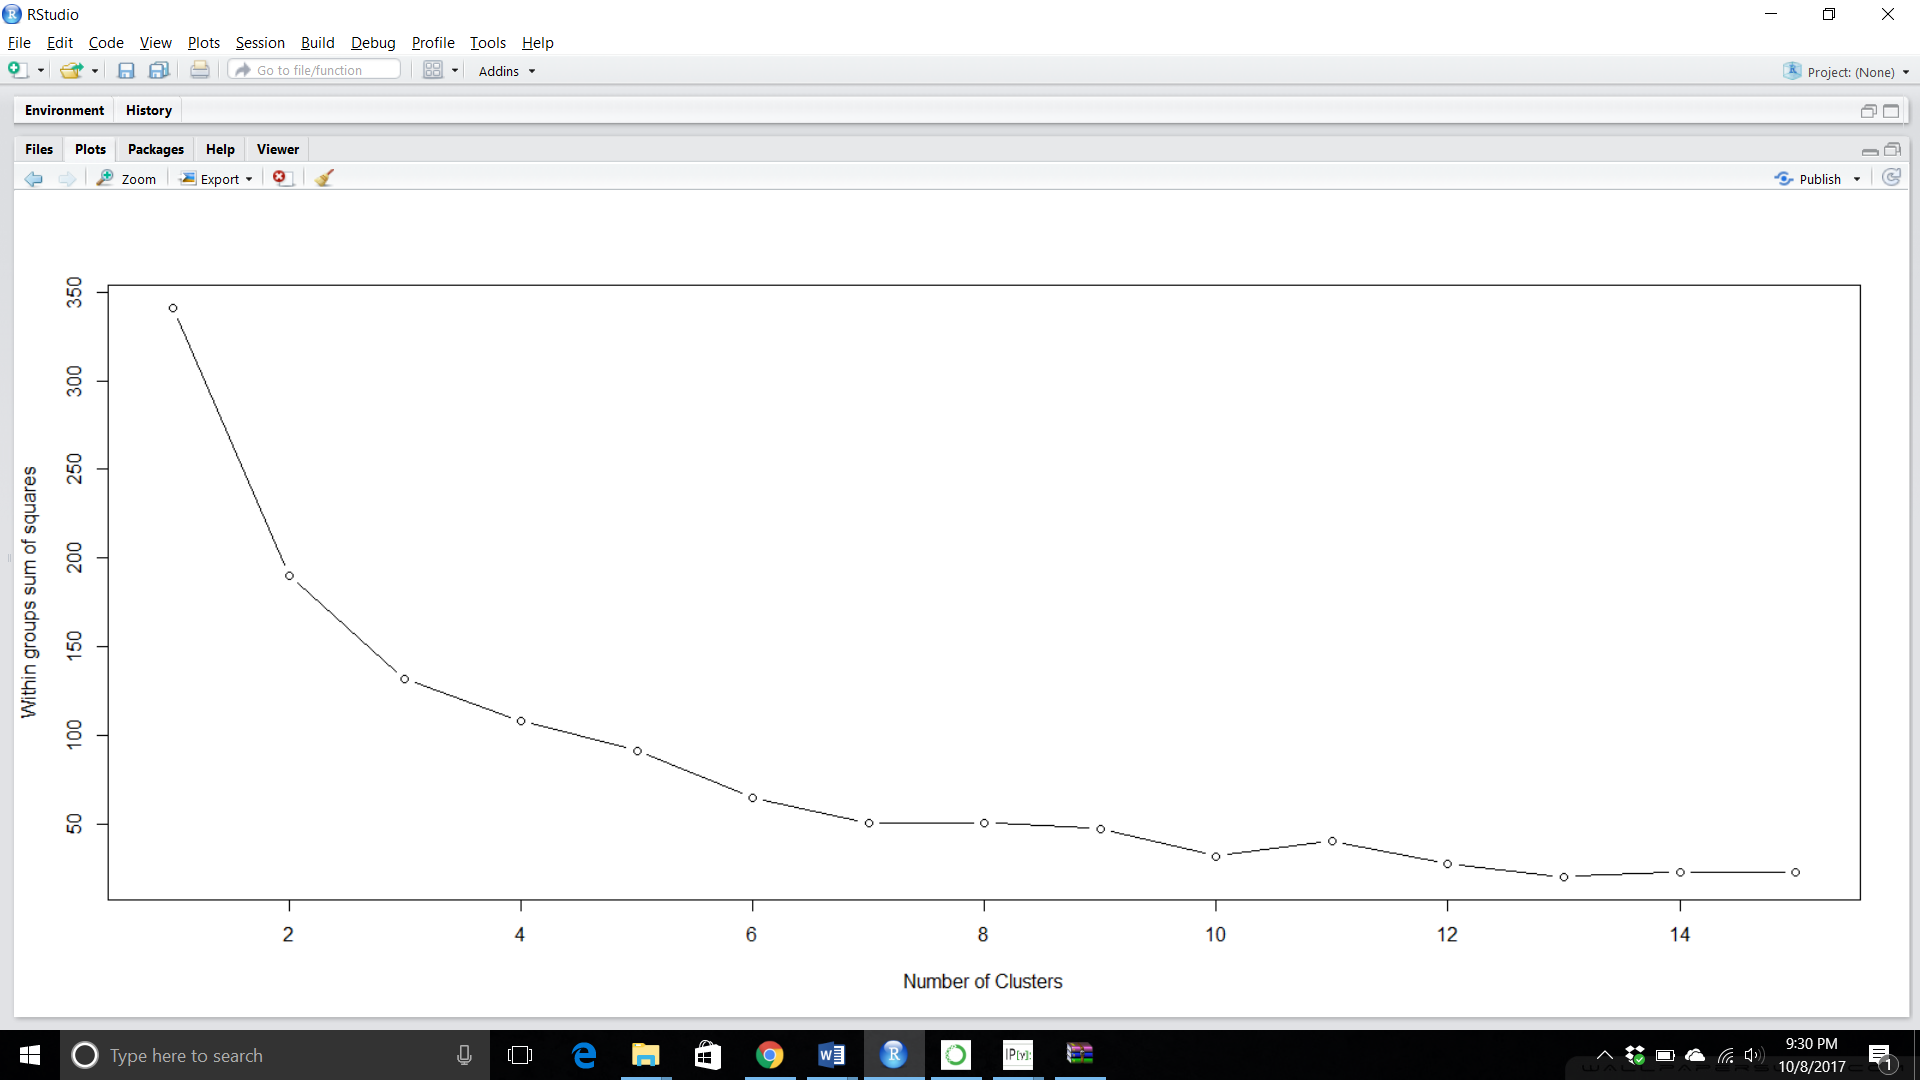 RStudio
File Edit Code View Plots Session Build Debug Profile Tools Help
Go to file/function Addins Project: (None)
Environment History
Files Plots Packages Help Viewer
Zoom Export Publish
350
300
250
200
150
100
50
Within groups sum of squares
2 4 6 8 10 12 14
Number of Clusters
Type here to search
IP[y]:
9:30 PM
10/8/2017
1